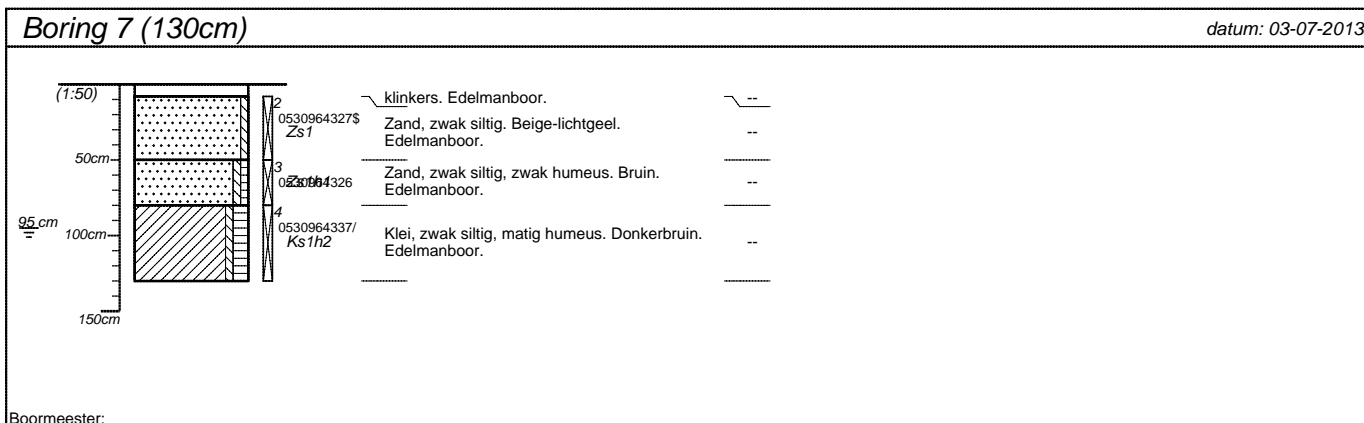 Boring 7 (130cm)
datum: 03-07-2013
(1:50)
50cm
95 cm
100cm
150cm
2
0530964327$
Zs1
3
0530964326
Zs1h1
4
0530964337/
Ks1h2
klinkers. Edelmanboor.
--
Zand, zwak siltig. Beige-lichtgeel.
Edelmanboor.
--
Zand, zwak siltig, zwak humeus. Bruin.
Edelmanboor.
--
Klei, zwak siltig, matig humeus. Donkerbruin.
Edelmanboor.
--
Boormeester: